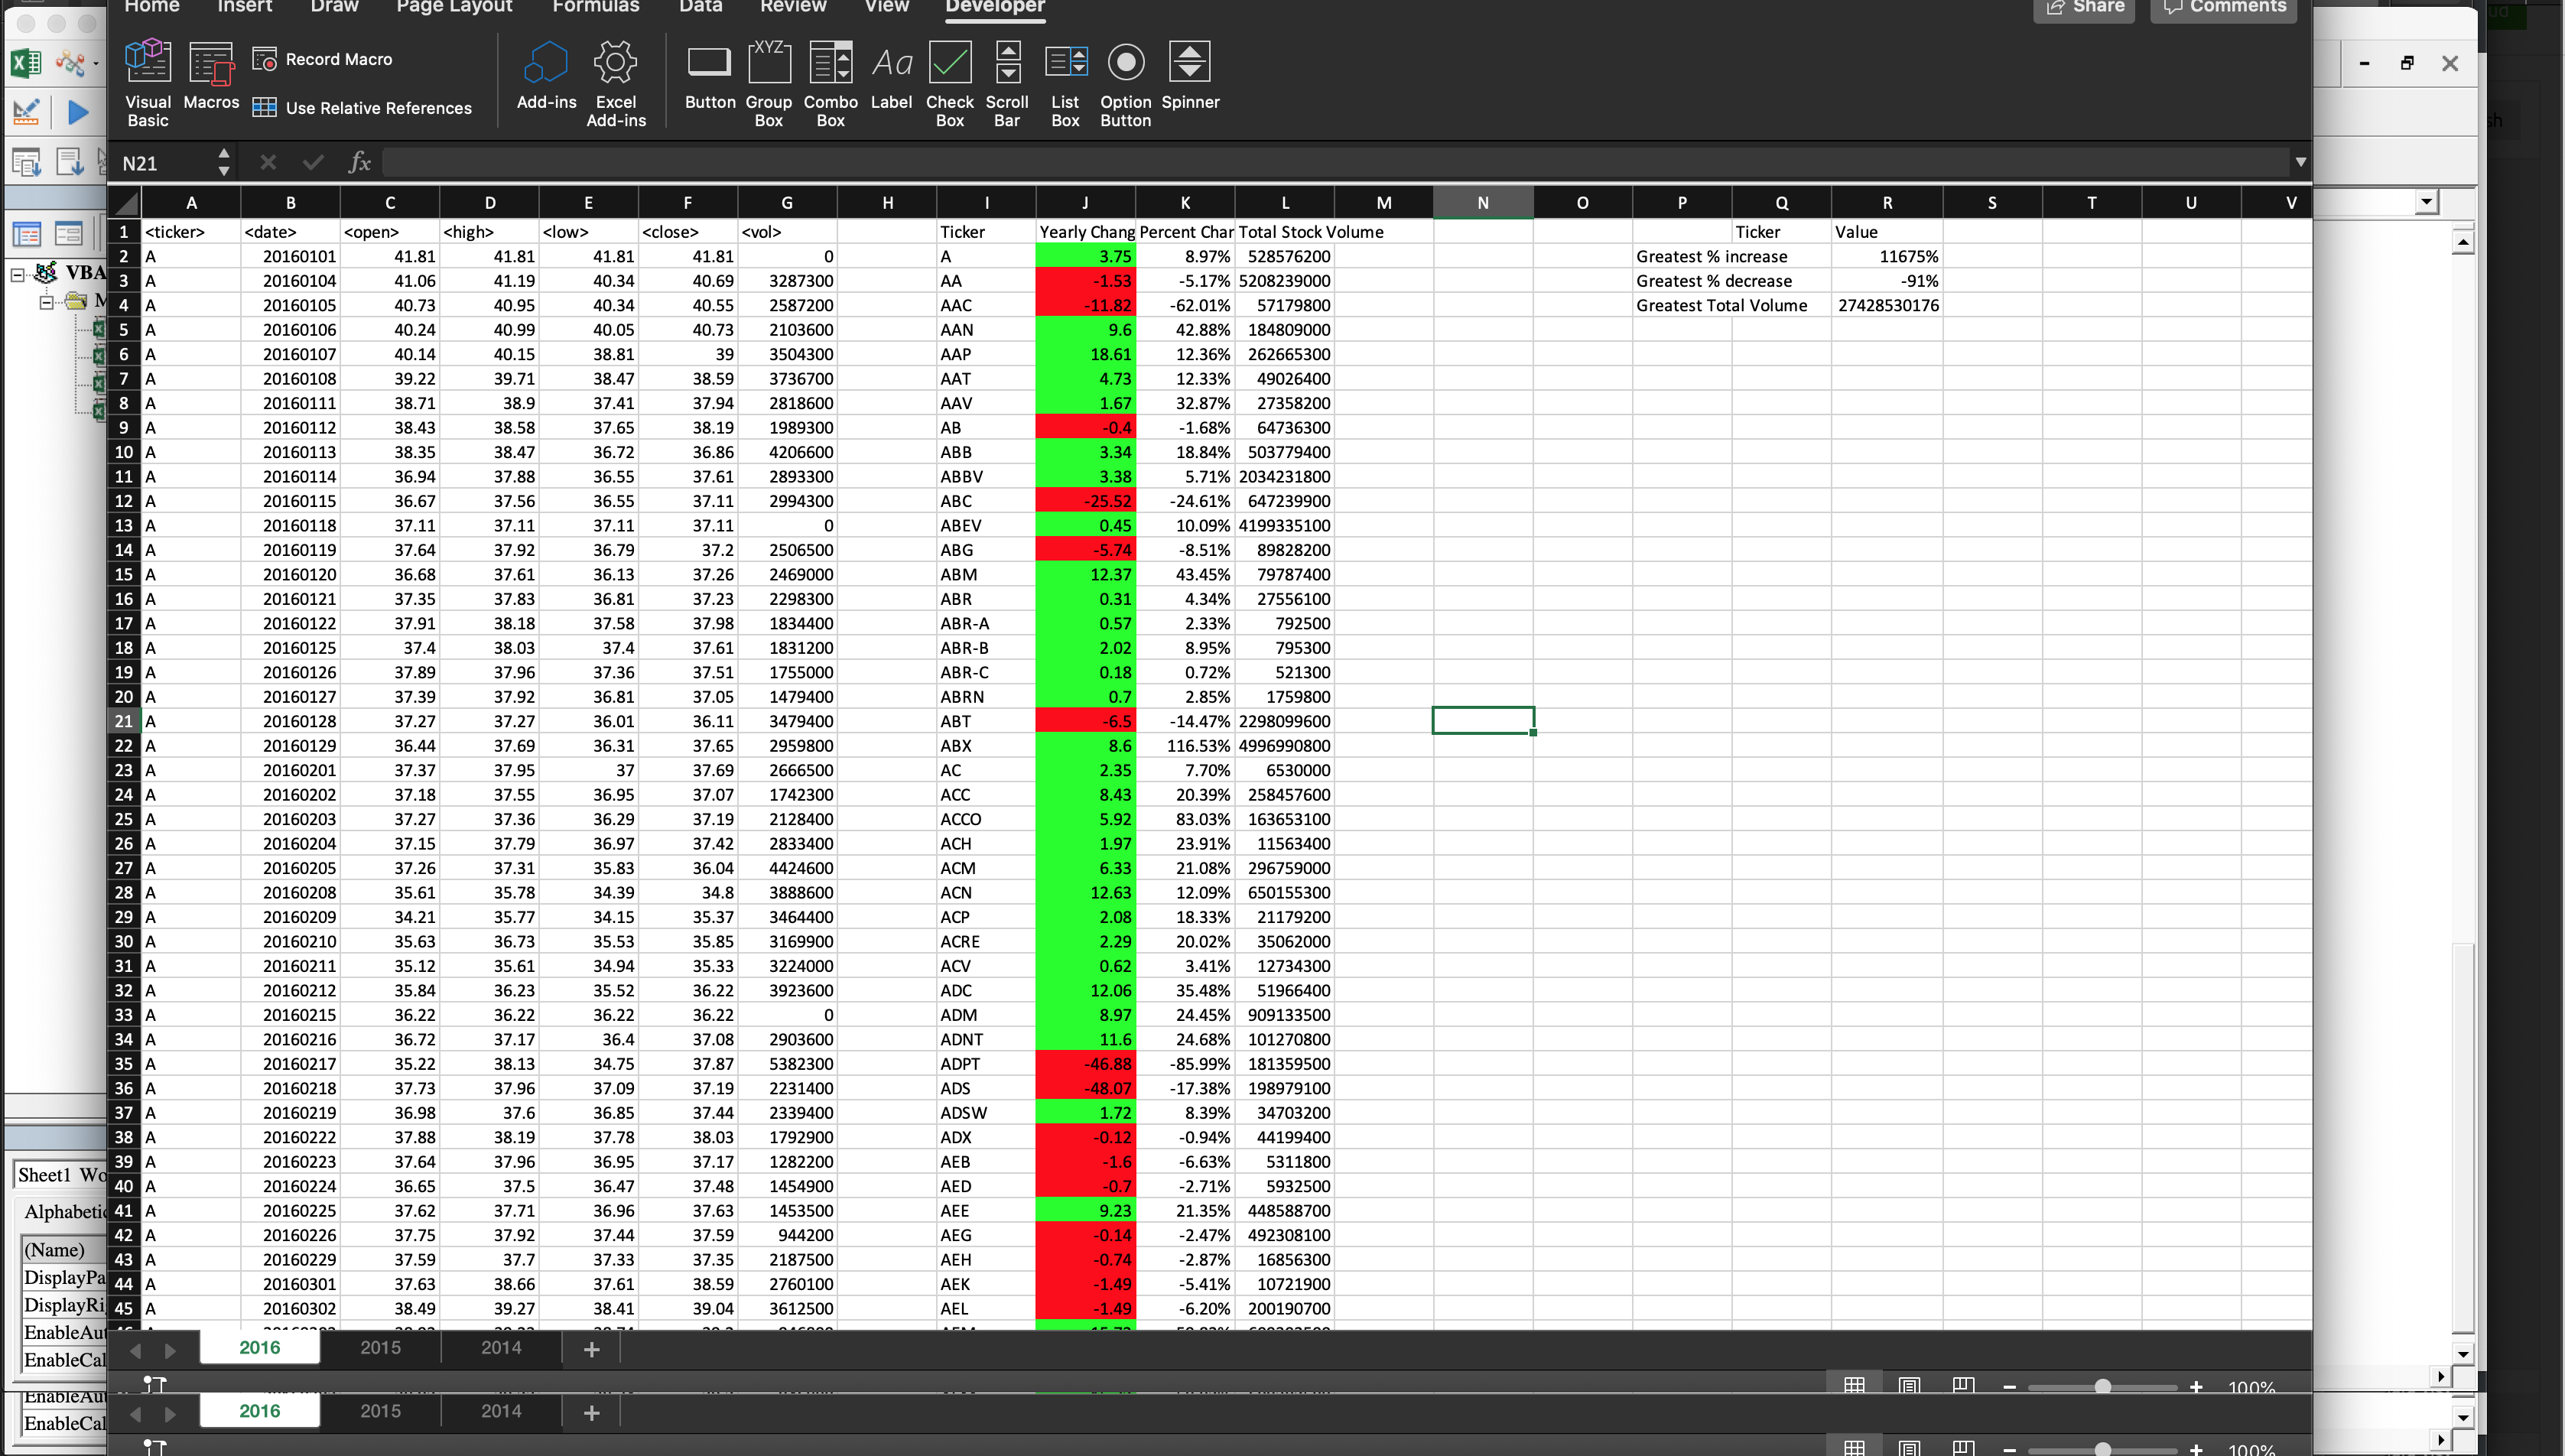 Home Insert Draw Page Layout Formulas Data Review View Developer Share Comments
Record Macro
Use Relative References
Visual Basic Macros Add-ins Excel Add-ins Button Group Box Combo Box Label Check Box Scroll Bar List Box Option Button Spinner
XYZ Aa
N21 fx
A B C D E F G H I J K L M N O P Q R S T U V
1 <ticker> <date> <open> <high> <low> <close> <vol> Ticker Yearly Chang Percent Char Total Stock Volume Ticker Value
2 A 20160101 41.81 41.81 41.81 41.81 0 A 3.75 8.97% 528576200 Greatest % increase 11675%
3 A 20160104 41.06 41.19 40.34 40.69 3287300 AA -1.53 -5.17% 5208239000 Greatest % decrease -91%
4 A 20160105 40.73 40.95 40.34 40.55 2587200 AAC -11.82 -62.01% 57179800 Greatest Total Volume 27428530176
5 A 20160106 40.24 40.99 40.05 40.73 2103600 AAN 9.6 42.88% 184809000
6 A 20160107 40.14 40.15 38.81 39 3504300 AAP 18.61 12.36% 262665300
7 A 20160108 39.22 39.71 38.47 38.59 3736700 AAT 4.73 12.33% 49026400
8 A 20160111 38.71 38.9 37.41 37.94 2818600 AAV 1.67 32.87% 27358200
9 A 20160112 38.43 38.58 37.65 38.19 1989300 AB -0.4 -1.68% 64736300
10 A 20160113 38.35 38.47 36.72 36.86 4206600 ABB 3.34 18.84% 503779400
11 A 20160114 36.94 37.88 36.55 37.61 2893300 ABBV 3.38 5.71% 2034231800
12 A 20160115 36.67 37.56 36.55 37.11 2994300 ABC -25.52 -24.61% 647239900
13 A 20160118 37.11 37.11 37.11 37.11 0 ABEV 0.45 10.09% 4199335100
14 A 20160119 37.64 37.92 36.79 37.2 2506500 ABG -5.74 -8.51% 89828200
15 A 20160120 36.68 37.61 36.13 37.26 2469000 ABM 12.37 43.45% 79787400
16 A 20160121 37.35 37.83 36.81 37.23 2298300 ABR 0.31 4.34% 27556100
17 A 20160122 37.91 38.18 37.58 37.98 1834400 ABR-A 0.57 2.33% 792500
18 A 20160125 37.4 38.03 37.4 37.61 1831200 ABR-B 2.02 8.95% 795300
19 A 20160126 37.89 37.96 37.36 37.51 1755000 ABR-C 0.18 0.72% 521300
20 A 20160127 37.39 37.92 36.81 37.05 1479400 ABRN 0.7 2.85% 1759800
21 A 20160128 37.27 37.27 36.01 36.11 3479400 ABT -6.5 -14.47% 2298099600
22 A 20160129 36.44 37.69 36.31 37.65 2959800 ABX 8.6 116.53% 4996990800
23 A 20160201 37.37 37.95 37 37.69 2666500 AC 2.35 7.70% 6530000
24 A 20160202 37.18 37.55 36.95 37.07 1742300 ACC 8.43 20.39% 258457600
25 A 20160203 37.27 37.36 36.29 37.19 2128400 ACCO 5.92 83.03% 163653100
26 A 20160204 37.15 37.79 36.97 37.42 2833400 ACH 1.97 23.91% 11563400
27 A 20160205 37.26 37.31 35.83 36.04 4424600 ACM 6.33 21.08% 296759000
28 A 20160208 35.61 35.78 34.39 34.8 3888600 ACN 12.63 12.09% 650155300
29 A 20160209 34.21 35.77 34.15 35.37 3464400 ACP 2.08 18.33% 21179200
30 A 20160210 35.63 36.73 35.53 35.85 3169900 ACRE 2.29 20.02% 35062000
31 A 20160211 35.12 35.61 34.94 35.33 3224000 ACV 0.62 3.41% 12734300
32 A 20160212 35.84 36.23 35.52 36.22 3923600 ADC 12.06 35.48% 51966400
33 A 20160215 36.22 36.22 36.22 36.22 0 ADM 8.97 24.45% 909133500
34 A 20160216 36.72 37.17 36.4 37.08 2903600 ADNT 11.6 24.68% 101270800
35 A 20160217 35.22 38.13 34.75 37.87 5382300 ADPT -46.88 -85.99% 181359500
36 A 20160218 37.73 37.96 37.09 37.19 2231400 ADS -48.07 -17.38% 198979100
37 A 20160219 36.98 37.6 36.85 37.44 2339400 ADSW 1.72 8.39% 34703200
38 A 20160222 37.88 38.19 37.78 38.03 1792900 ADX -0.12 -0.94% 44199400
39 A 20160223 37.64 37.96 36.95 37.17 1282200 AEB -1.6 -6.63% 5311800
40 A 20160224 36.65 37.5 36.47 37.48 1454900 AED -0.7 -2.71% 5932500
41 A 20160225 37.62 37.71 36.96 37.63 1453500 AEE 9.23 21.35% 448588700
42 A 20160226 37.75 37.92 37.44 37.59 944200 AEG -0.14 -2.47% 492308100
43 A 20160229 37.59 37.7 37.33 37.35 2187500 AEH -0.74 -2.87% 16856300
44 A 20160301 37.63 38.66 37.61 38.59 2760100 AEK -1.49 -5.41% 10721900
45 A 20160302 38.49 39.27 38.41 39.04 3612500 AEL -1.49 -6.20% 200190700
2016 2015 2014 +
100%
2016 2015 2014 +
100%
VBA
M
Sheet1 Wo
Alphabetic
(Name)
DisplayPa
DisplayRi
EnableAut
EnableCal
EnableAut
EnableCal